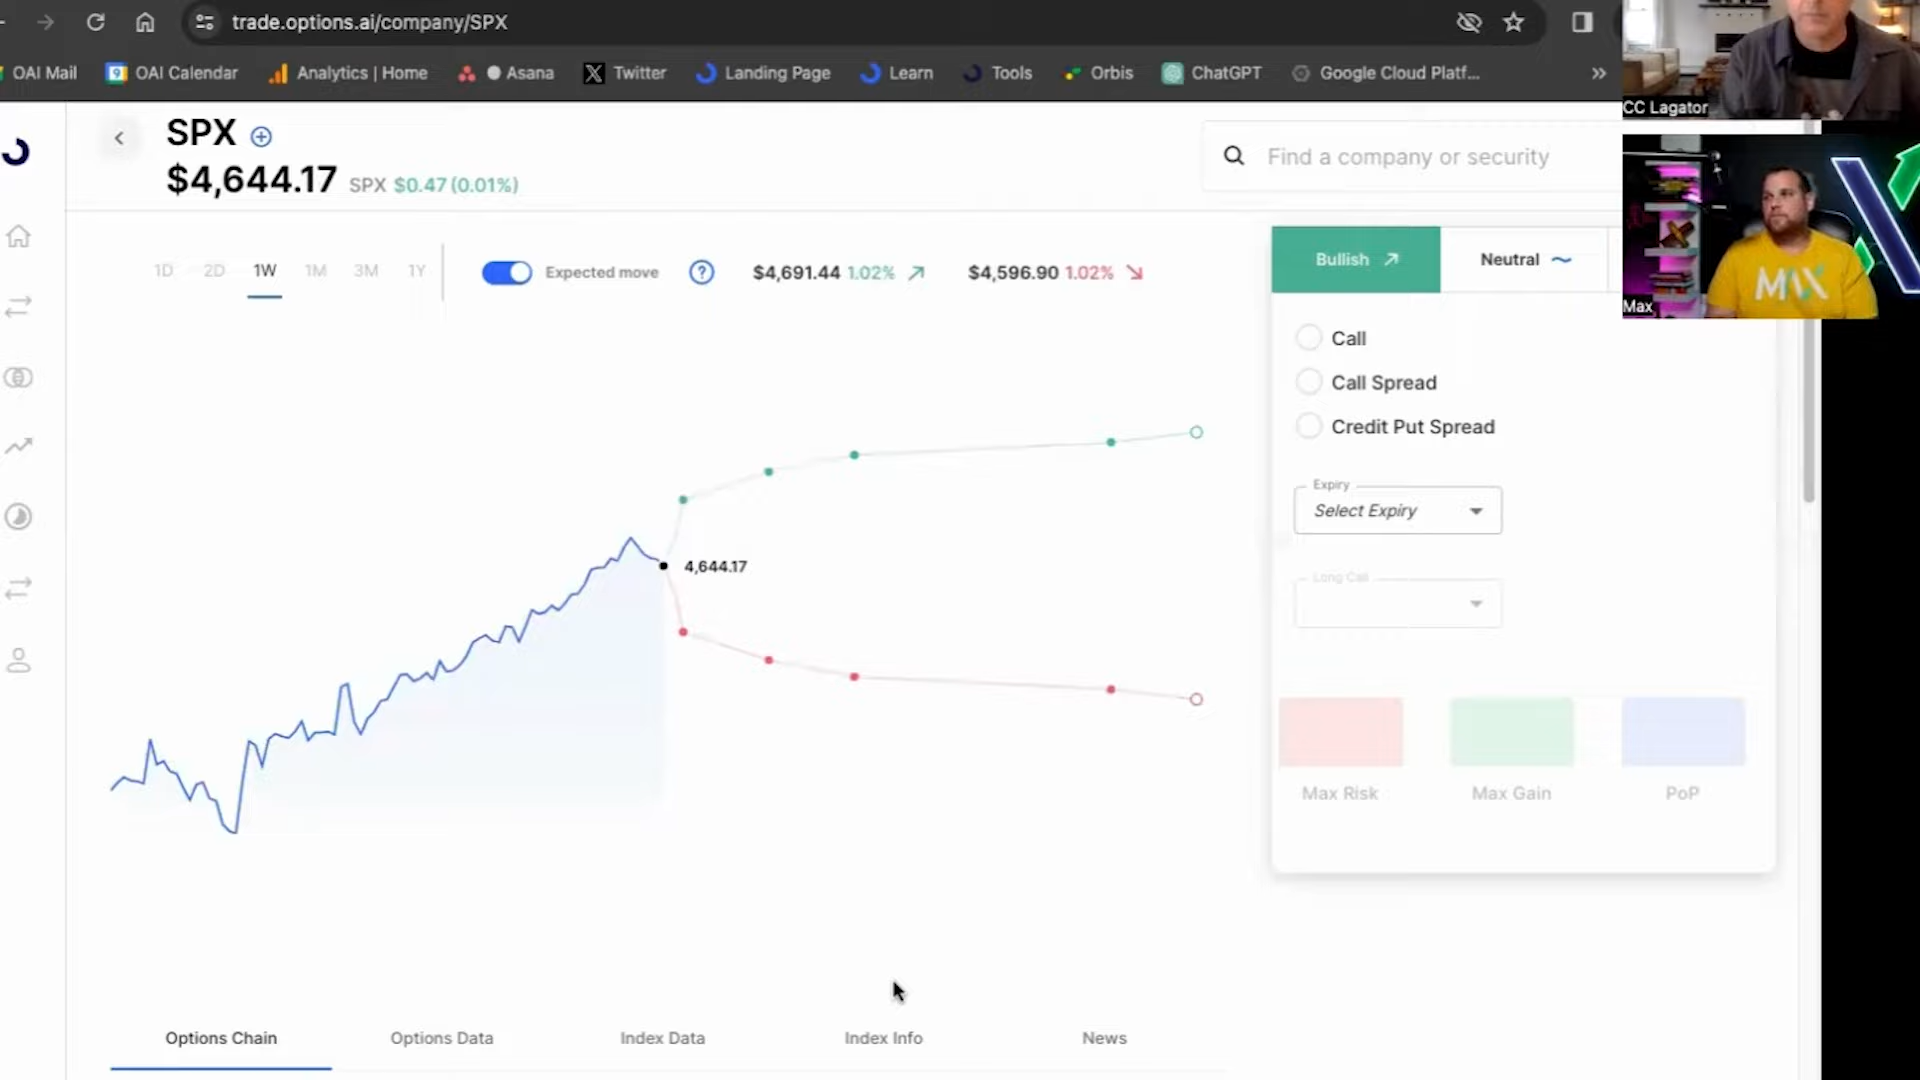 trade.options.ai/company/SPX
OAI Mail
9
OAI Calendar
Analytics | Home
Asana
X
Twitter
Landing Page
Learn
Tools
Orbis
ChatGPT
Google Cloud Platf...
»
CC Lagator
SPX
$4,644.17 SPX $0.47 (0.01%)
Find a company or security
MAX
Max
1D 2D 1W 1M 3M 1Y
Expected move
?
$4,691.44 1.02%
$4,596.90 1.02%
Bullish
Neutral
Call
Call Spread
Credit Put Spread
Expiry
Select Expiry
Long Call
4,644.17
Max Risk
Max Gain
PoP
Options Chain
Options Data
Index Data
Index Info
News